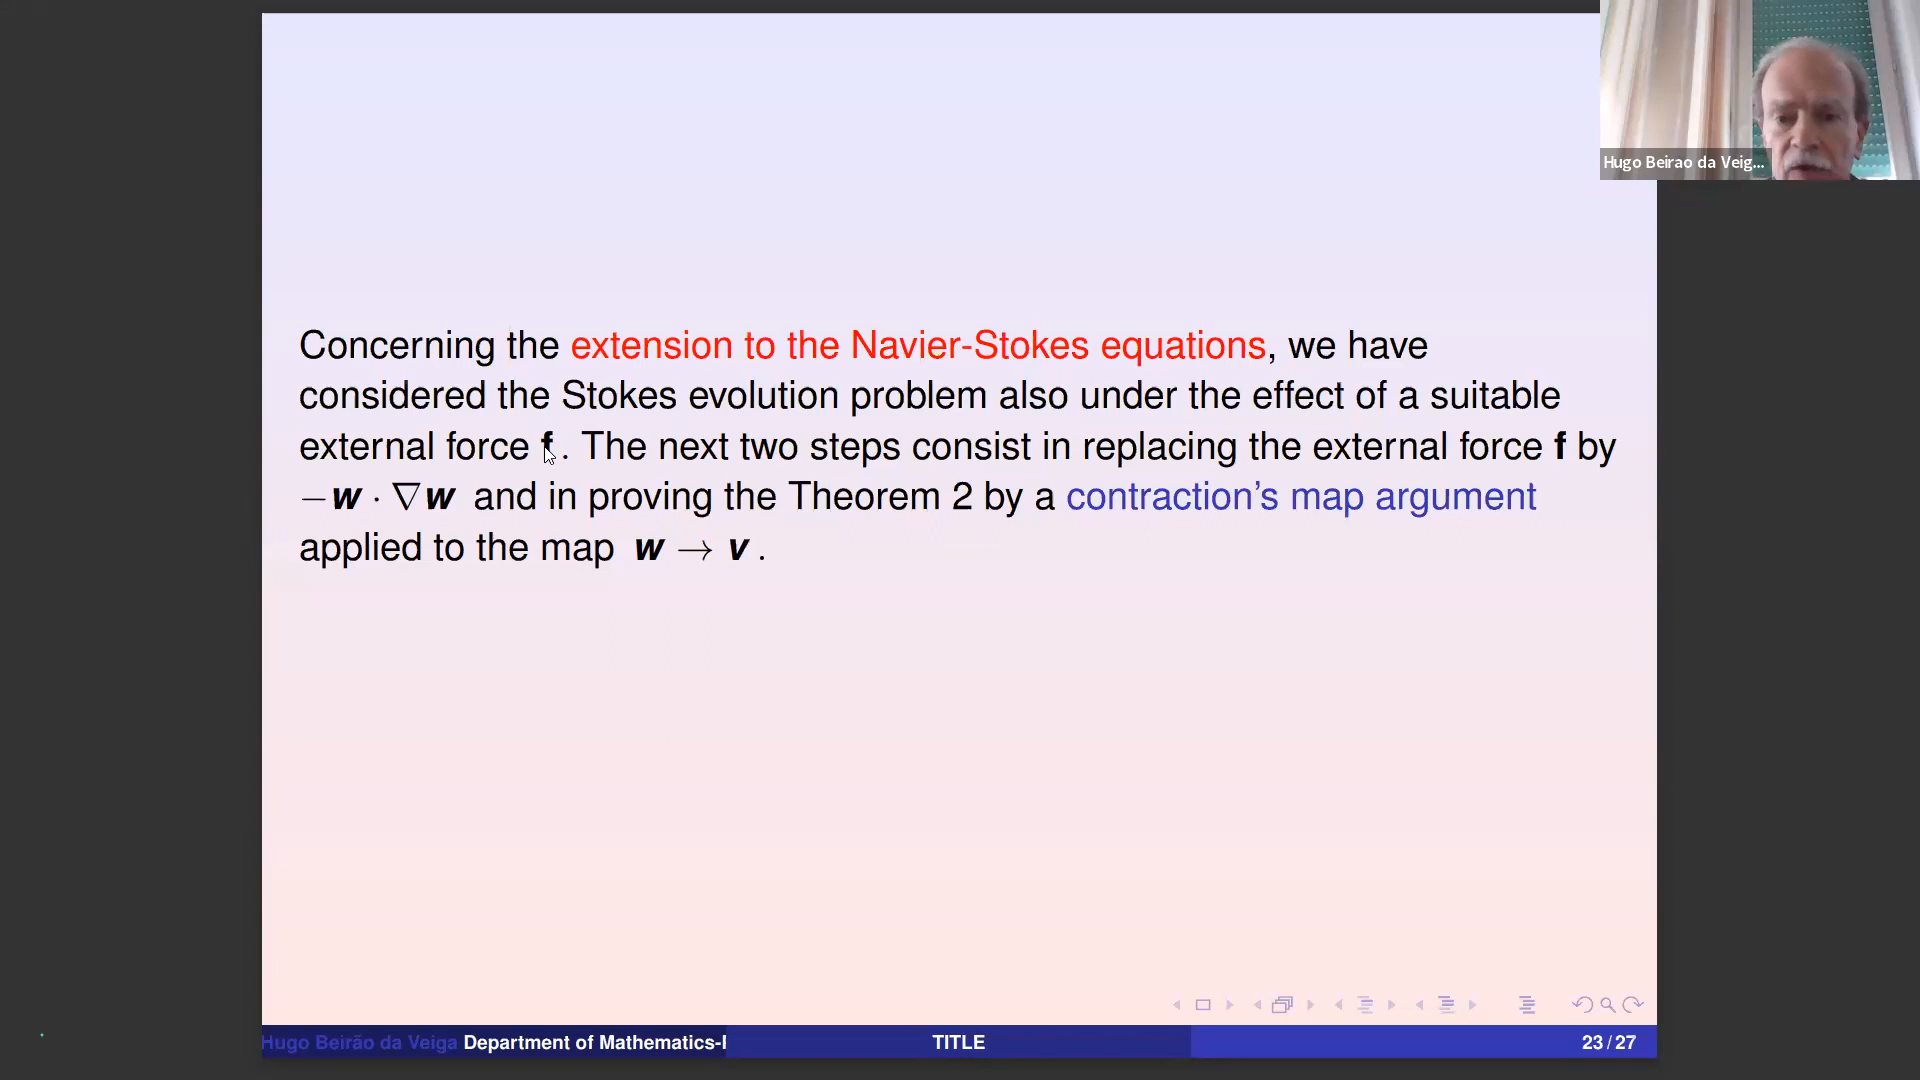 Hugo Beirao da Veig...
Concerning the extension to the Navier-Stokes equations, we have
considered the Stokes evolution problem also under the effect of a suitable
external force f . The next two steps consist in replacing the external force f by
−w · ∇w and in proving the Theorem 2 by a contraction's map argument
applied to the map w → v .
Hugo Beirão da Veiga Department of Mathematics-
TITLE
23 / 27